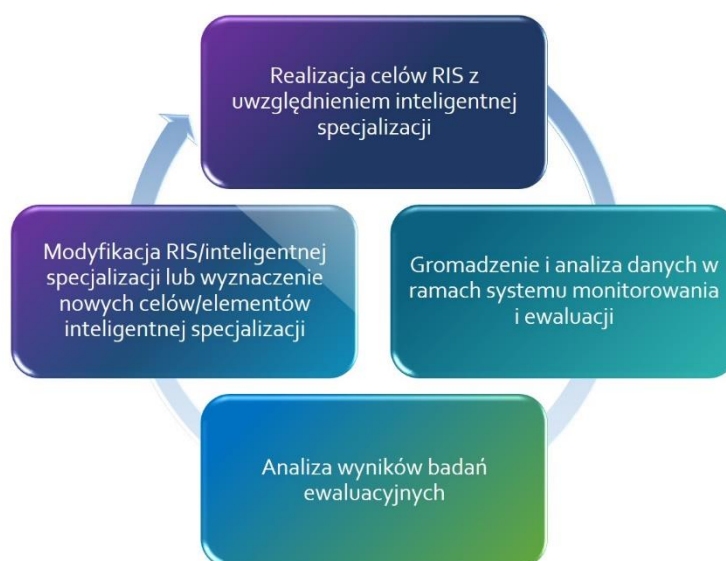 Realizacja celów RIS z
uwzględnieniem inteligentnej
specjalizacji
Gromadzenie i analiza danych w
ramach systemu monitorowania
i ewaluacji
Analiza wyników badań
ewaluacyjnych
Modyfikacja RIS/inteligentnej
specjalizacji lub wyznaczenie
nowych celów/elementów
inteligentnej specjalizacji